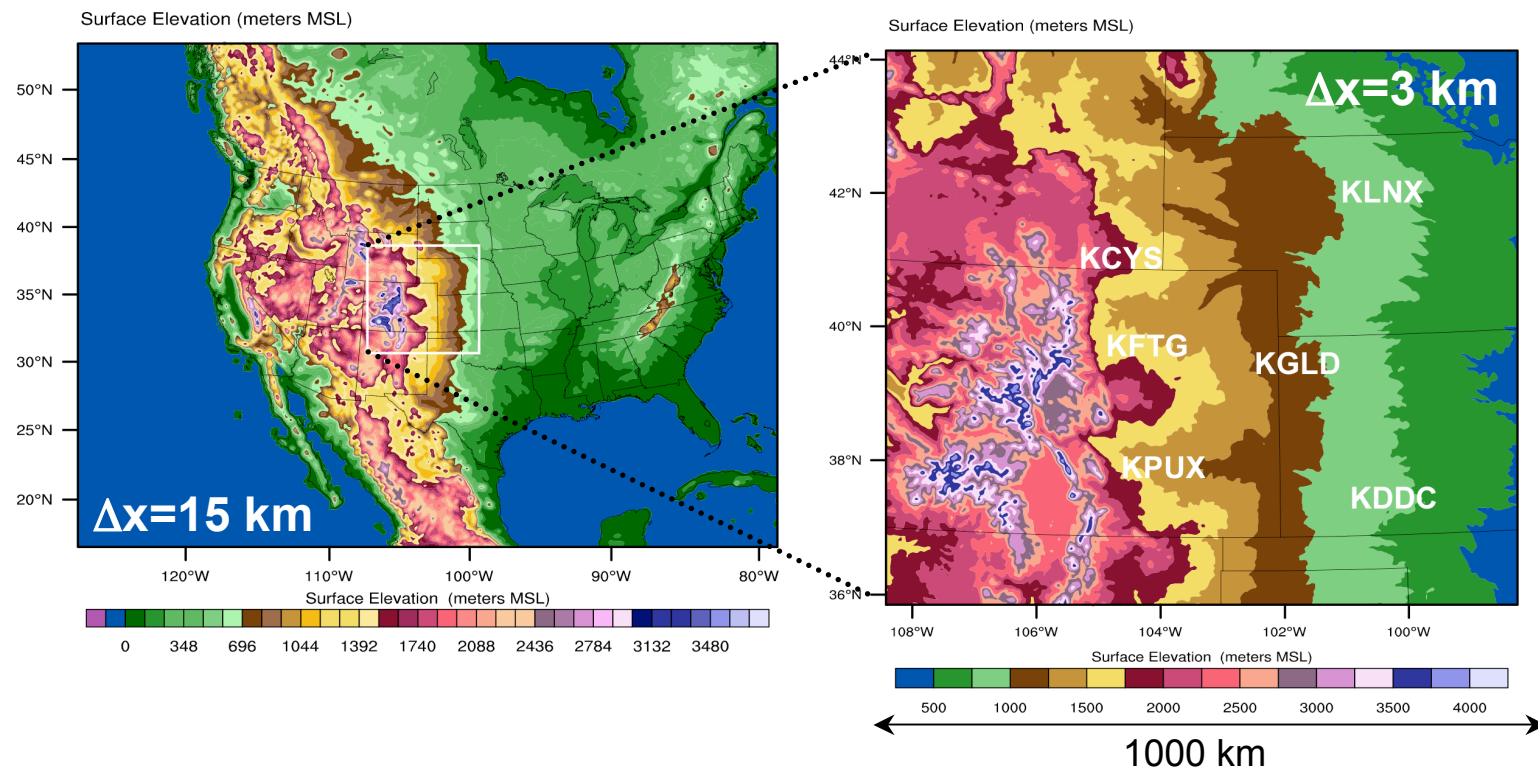 Surface Elevation (meters MSL)
50°N
45°N
40°N
35°N
30°N
25°N
20°N
Δx=15 km
120°W 110°W 100°W 90°W 80°W
Surface Elevation (meters MSL)
0 348 696 1044 1392 1740 2088 2436 2784 3132 3480
Surface Elevation (meters MSL)
44°N
42°N
40°N
38°N
36°N
Δx=3 km
KLNX
KCYS
KFTG
KGLD
KPUX
KDDC
108°W 106°W 104°W 102°W 100°W
Surface Elevation (meters MSL)
500 1000 1500 2000 2500 3000 3500 4000
1000 km